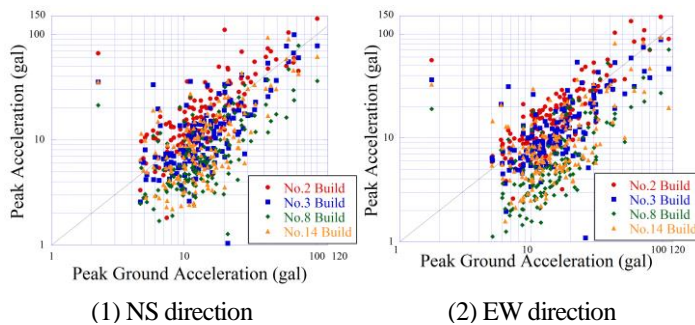 150
100
10
1
Peak Acceleration (gal)
No.2 Build
No.3 Build
No.8 Build
No.14 Build
1
10
100 120
Peak Ground Acceleration (gal)
(1) NS direction
150
100
10
1
Peak Acceleration (gal)
No.2 Build
No.3 Build
No.8 Build
No.14 Build
1
10
100 120
Peak Ground Acceleration (gal)
(2) EW direction